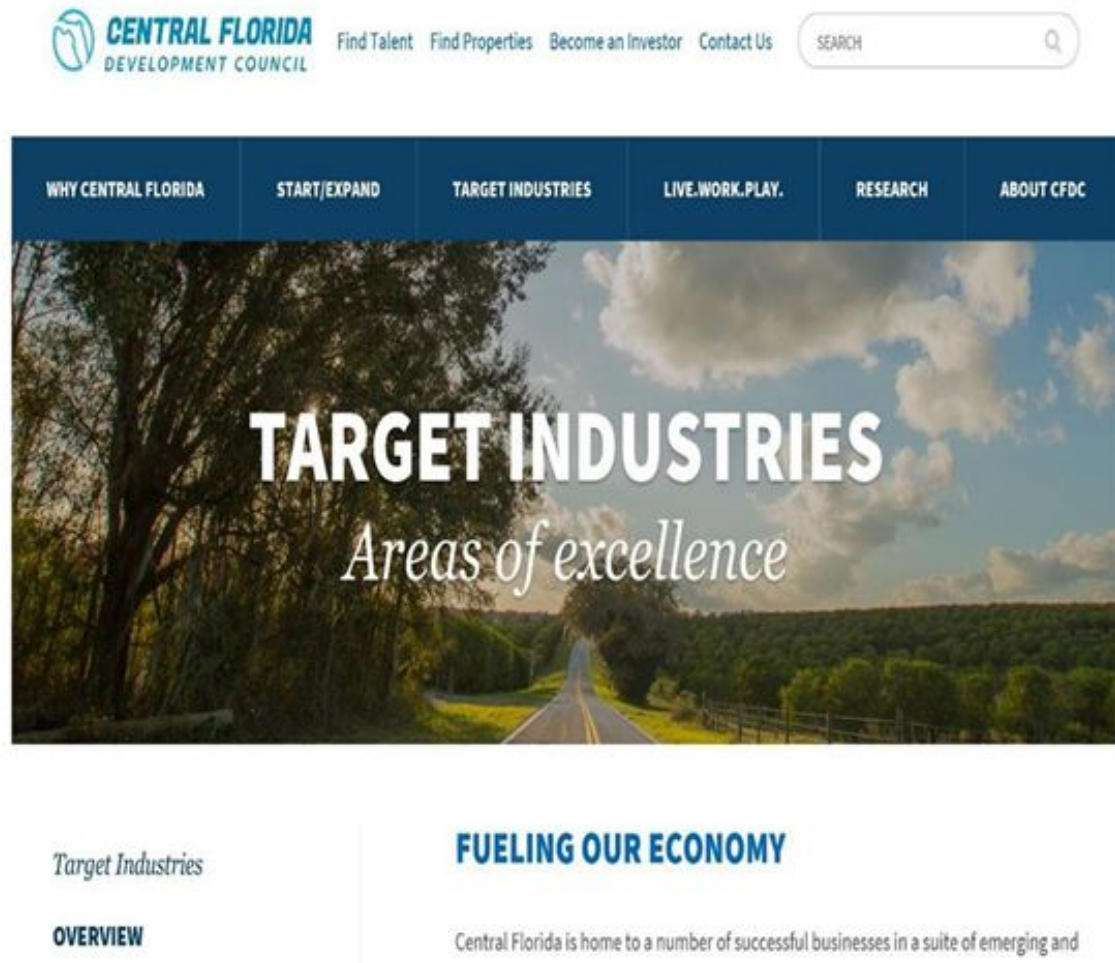 CENTRAL FLORIDA
DEVELOPMENT COUNCIL
Find Talent Find Properties Become an Investor Contact Us
SEARCH
WHY CENTRAL FLORIDA START/EXPAND TARGET INDUSTRIES LIVE.WORK.PLAY. RESEARCH ABOUT CFDC
TARGET INDUSTRIES
Areas of excellence
Target Industries
OVERVIEW
FUELING OUR ECONOMY
Central Florida is home to a number of successful businesses in a suite of emerging and